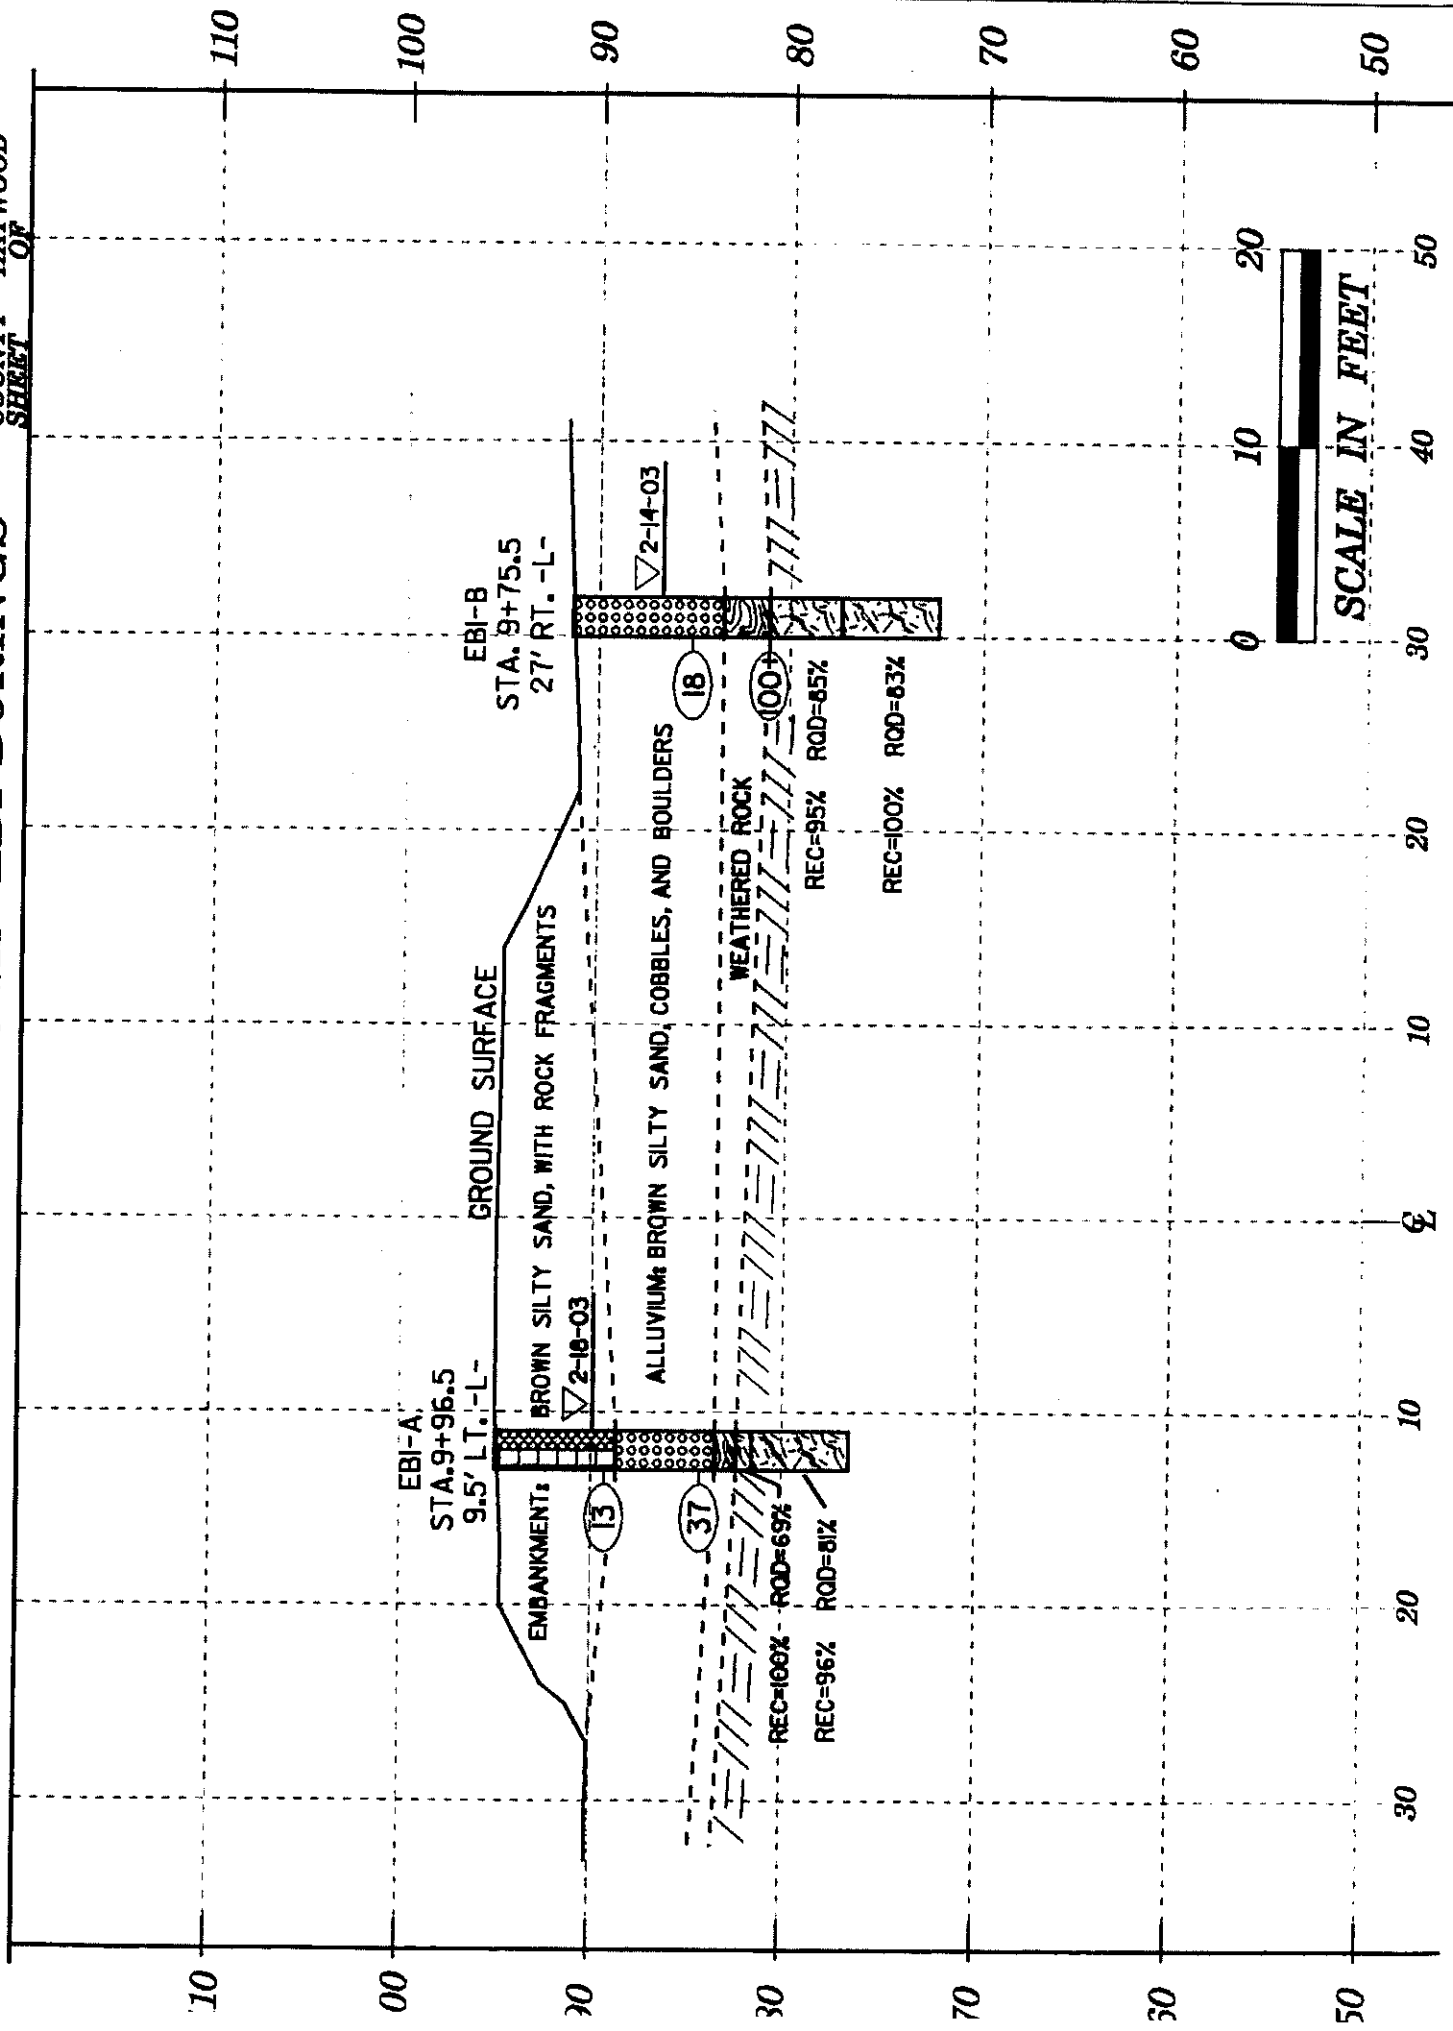 SHEET OF
110
100
90
80
70
60
50
EBI-A
STA.9+96.5
9.5' LT. -L-
EBI-B
STA. 9+75.5
27' RT. -L-
GROUND SURFACE
EMBANKMENT: BROWN SILTY SAND, WITH ROCK FRAGMENTS
2-18-03
2-14-03
13
ALLUVIUM: BROWN SILTY SAND, COBBLES, AND BOULDERS
37
18
WEATHERED ROCK
100+
REC=100% RQD=69%
REC=96% RQD=81%
REC=95% RQD=85%
REC=100% RQD=83%
0 10 20
SCALE IN FEET
30 20 10 ℄ 10 20 30 40 50
70
50